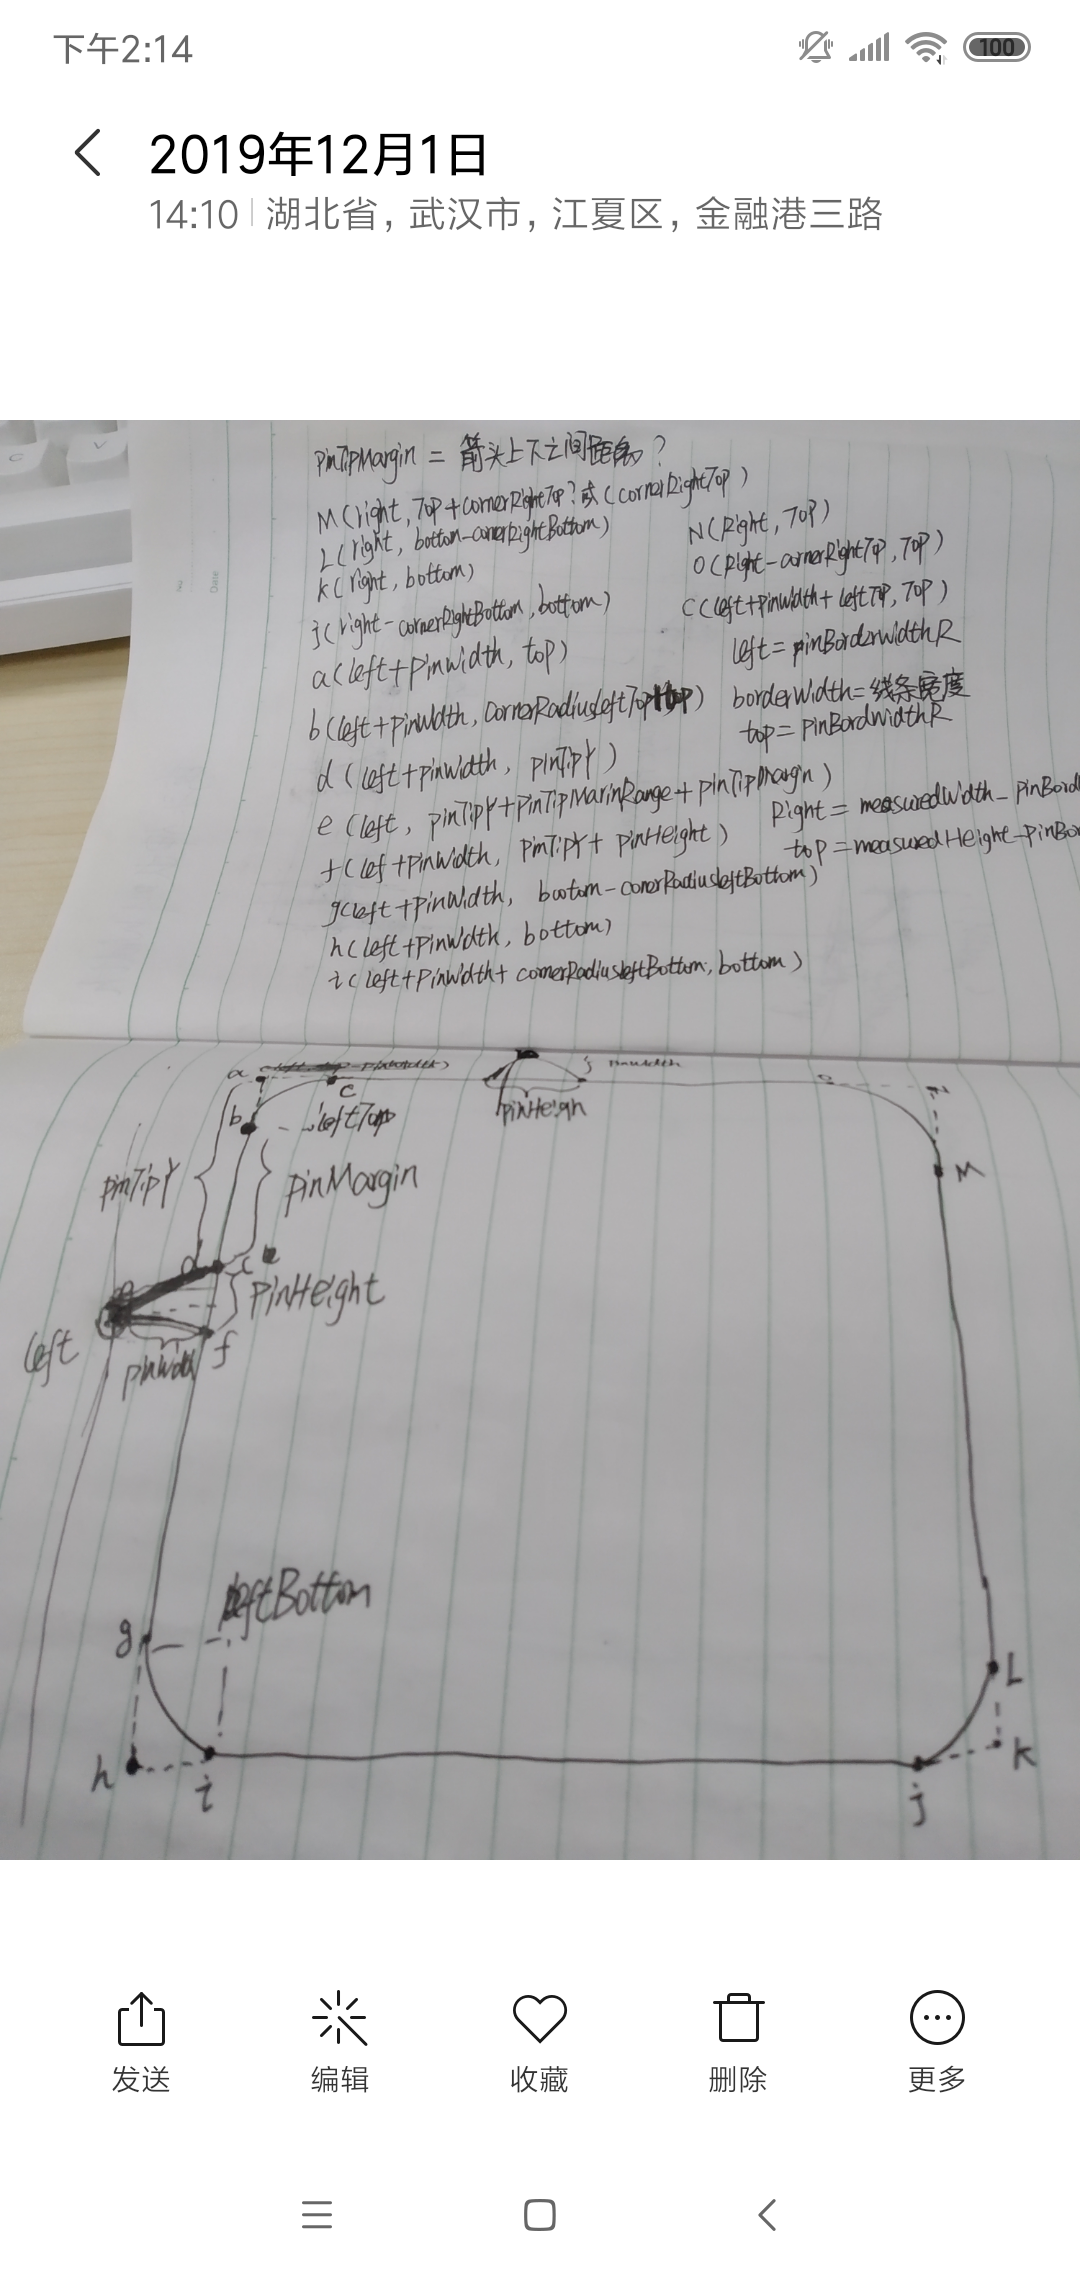 下午2:14
100
2019年12月1日
14:10 | 湖北省, 武汉市, 江夏区, 金融港三路
PinTipMargin = 箭头上下之间距离?
M(right, Top+cornerRightTop?或(cornerRightTop)
L(right, bottom-cornerRightBottom)
N(Right, Top)
K(right, bottom)
O(Right-cornerRightTop, Top)
j(right-cornerRightBottom, bottom)
C(left+pinWidth+leftTop, Top)
a(left+pinwidth, top)
left = pinBorderwidthR
b(left+pinWidth, CornerRadiusLeftTop+top)
borderWidth=线条宽度
top = pinBordWidthR
d(left+pinwidth, pinTipY)
e(left, pinTipY+pinTipMarinRange+pinTipMargin)
Right = measuredWidth-pinBord
f(left+pinwidth, pinTipY+pinHeight)
top = measuredHeight-pinBor
g(left+pinWidth, bootom-conerRadiusleftBottom)
h(left+pinWidth, bottom)
i(left+pinWidth+cornerRadiusleftBottom, bottom)
a
c
b
leftTop
pinHeigh
M
pinTipY
pinMargin
d
PinHeight
left
pinWidth
f
leftBottom
g
L
h
i
j
k
发送
编辑
收藏
删除
更多